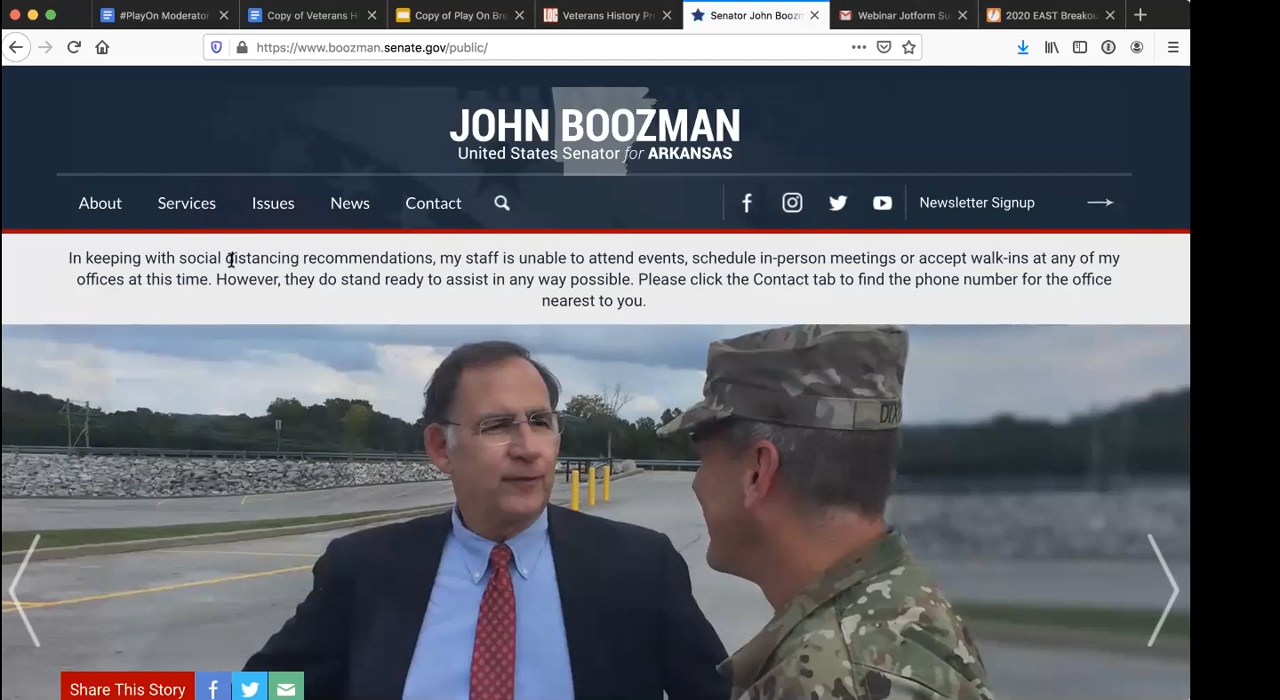 #PlayOn Moderator
Copy of Veterans H
Copy of Play On Bre
Veterans History Pr
Senator John Boozm
Webinar Jotform Su
2020 EAST Breakou
https://www.boozman.senate.gov/public/
JOHN BOOZMAN
United States Senator for ARKANSAS
About
Services
Issues
News
Contact
Newsletter Signup
In keeping with social distancing recommendations, my staff is unable to attend events, schedule in-person meetings or accept walk-ins at any of my
offices at this time. However, they do stand ready to assist in any way possible. Please click the Contact tab to find the phone number for the office
nearest to you.
Share This Story